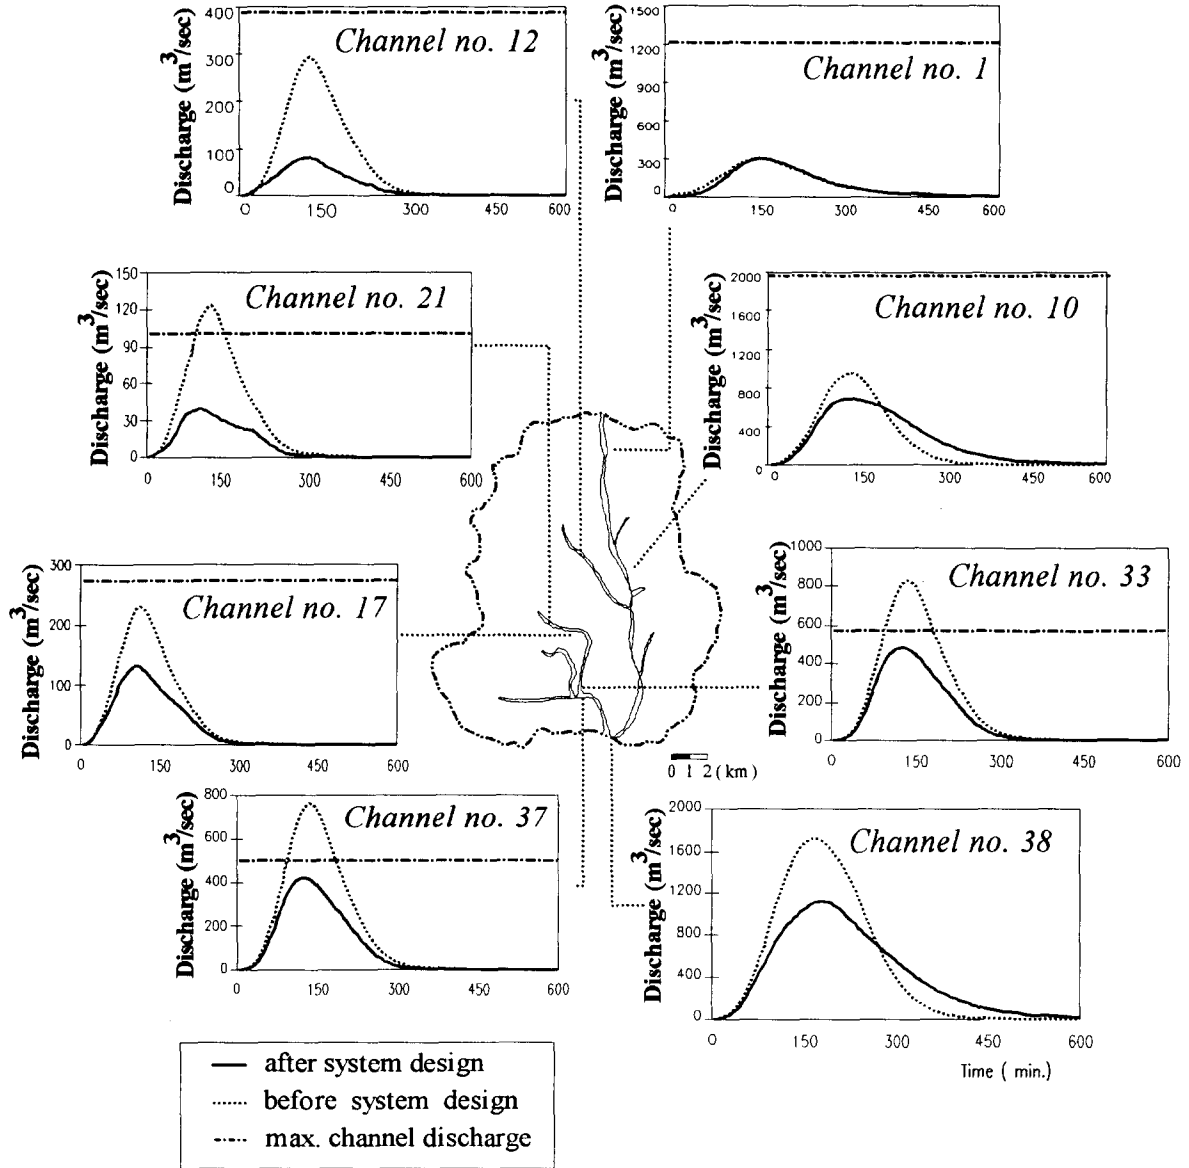 Channel no. 12
Discharge (m³/sec)
400
300
200
100
0
0 150 300 450 600
Channel no. 1
Discharge (m³/sec)
1500
1200
900
600
300
0
0 150 300 450 600
Channel no. 21
Discharge (m³/sec)
150
120
90
60
30
0
0 150 300 450 600
Channel no. 10
Discharge (m³/sec)
2000
1600
1200
800
400
0
0 150 300 450 600
Channel no. 17
Discharge (m³/sec)
300
200
100
0
0 150 300 450 600
Channel no. 33
Discharge (m³/sec)
1000
800
600
400
200
0
0 150 300 450 600
0 1 2 (km)
Channel no. 37
Discharge (m³/sec)
800
600
400
200
0
0 150 300 450 600
Channel no. 38
Discharge (m³/sec)
2000
1600
1200
800
400
0
0 150 300 450 600
Time ( min.)
after system design
before system design
max. channel discharge